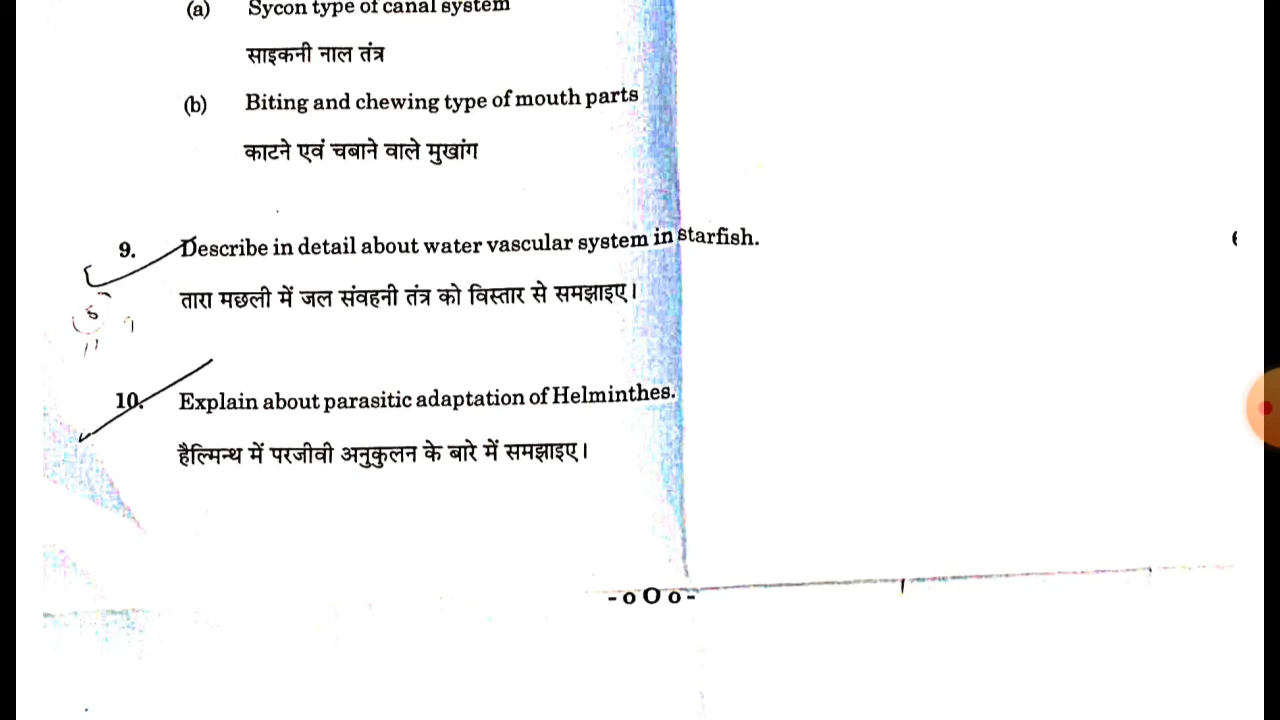 (a) Sycon type of canal system
साइकनी नाल तंत्र
(b) Biting and chewing type of mouth parts
काटने एवं चबाने वाले मुखांग
9. Describe in detail about water vascular system in starfish.
तारा मछली में जल संवहनी तंत्र को विस्तार से समझाइए।
10. Explain about parasitic adaptation of Helminthes.
हैल्मिन्थ में परजीवी अनुकुलन के बारे में समझाइए।
- o O o -